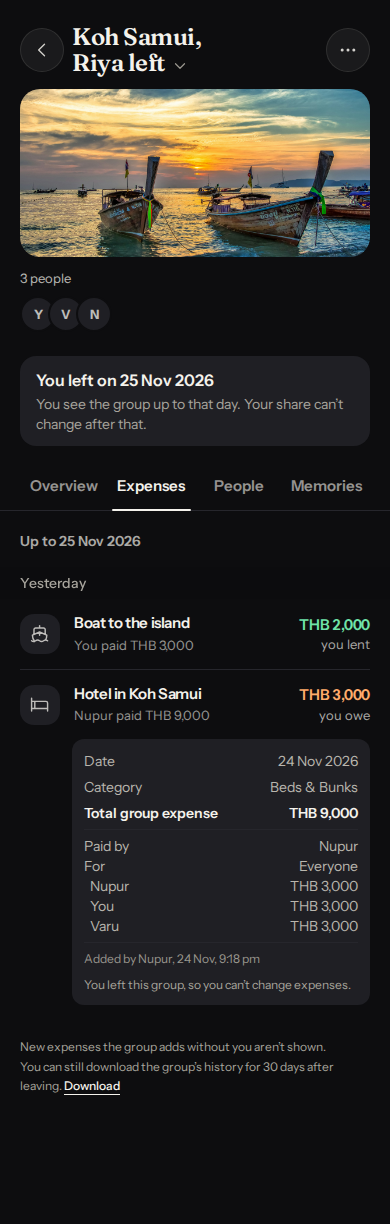 Koh Samui,
Riya left
3 people
Y V N
You left on 25 Nov 2026
You see the group up to that day. Your share can't
change after that.
Overview Expenses People Memories
Up to 25 Nov 2026
Yesterday
Boat to the island THB 2,000
You paid THB 3,000 you lent
Hotel in Koh Samui THB 3,000
Nupur paid THB 9,000 you owe
Date 24 Nov 2026
Category Beds & Bunks
Total group expense THB 9,000
Paid by Nupur
For Everyone
Nupur THB 3,000
You THB 3,000
Varu THB 3,000
Added by Nupur, 24 Nov, 9:18 pm
You left this group, so you can't change expenses.
New expenses the group adds without you aren't shown.
You can still download the group's history for 30 days after
leaving. Download